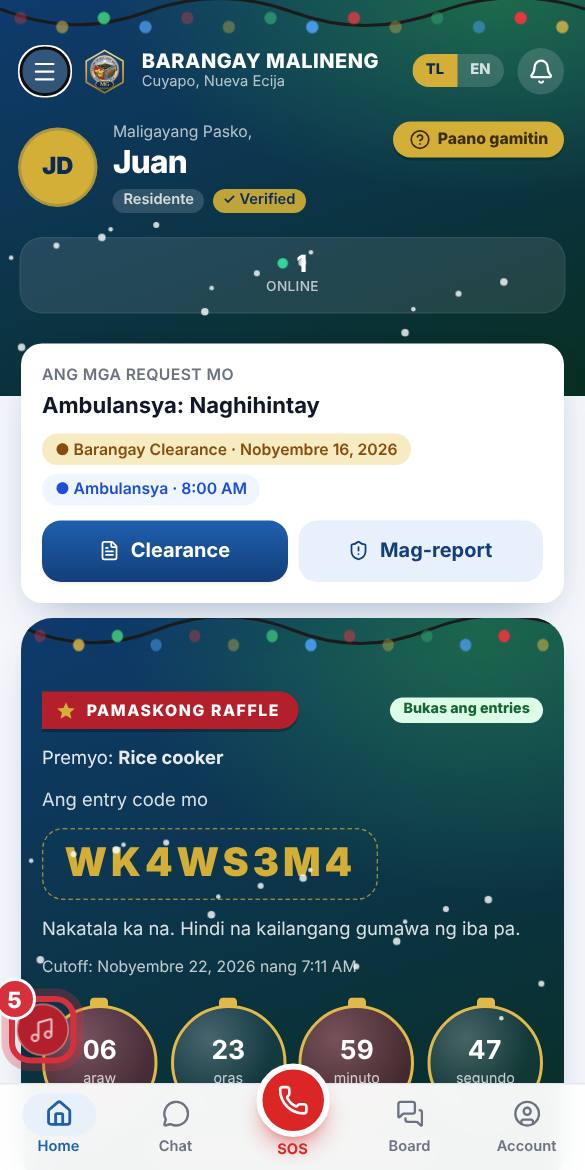 BARANGAY MALINENG
Cuyapo, Nueva Ecija
TL EN
Maligayang Pasko,
JD
Juan
Paano gamitin
Residente
✓ Verified
1
ONLINE
ANG MGA REQUEST MO
Ambulansya: Naghihintay
Barangay Clearance · Nobyembre 16, 2026
Ambulansya · 8:00 AM
Clearance
Mag-report
PAMASKONG RAFFLE
Bukas ang entries
Premyo: Rice cooker
Ang entry code mo
WK4WS3M4
Nakatala ka na. Hindi na kailangang gumawa ng iba pa.
Cutoff: Nobyembre 22, 2026 nang 7:11 AM
5
06 23 59 47
araw oras minuto segundo
Home Chat SOS Board Account